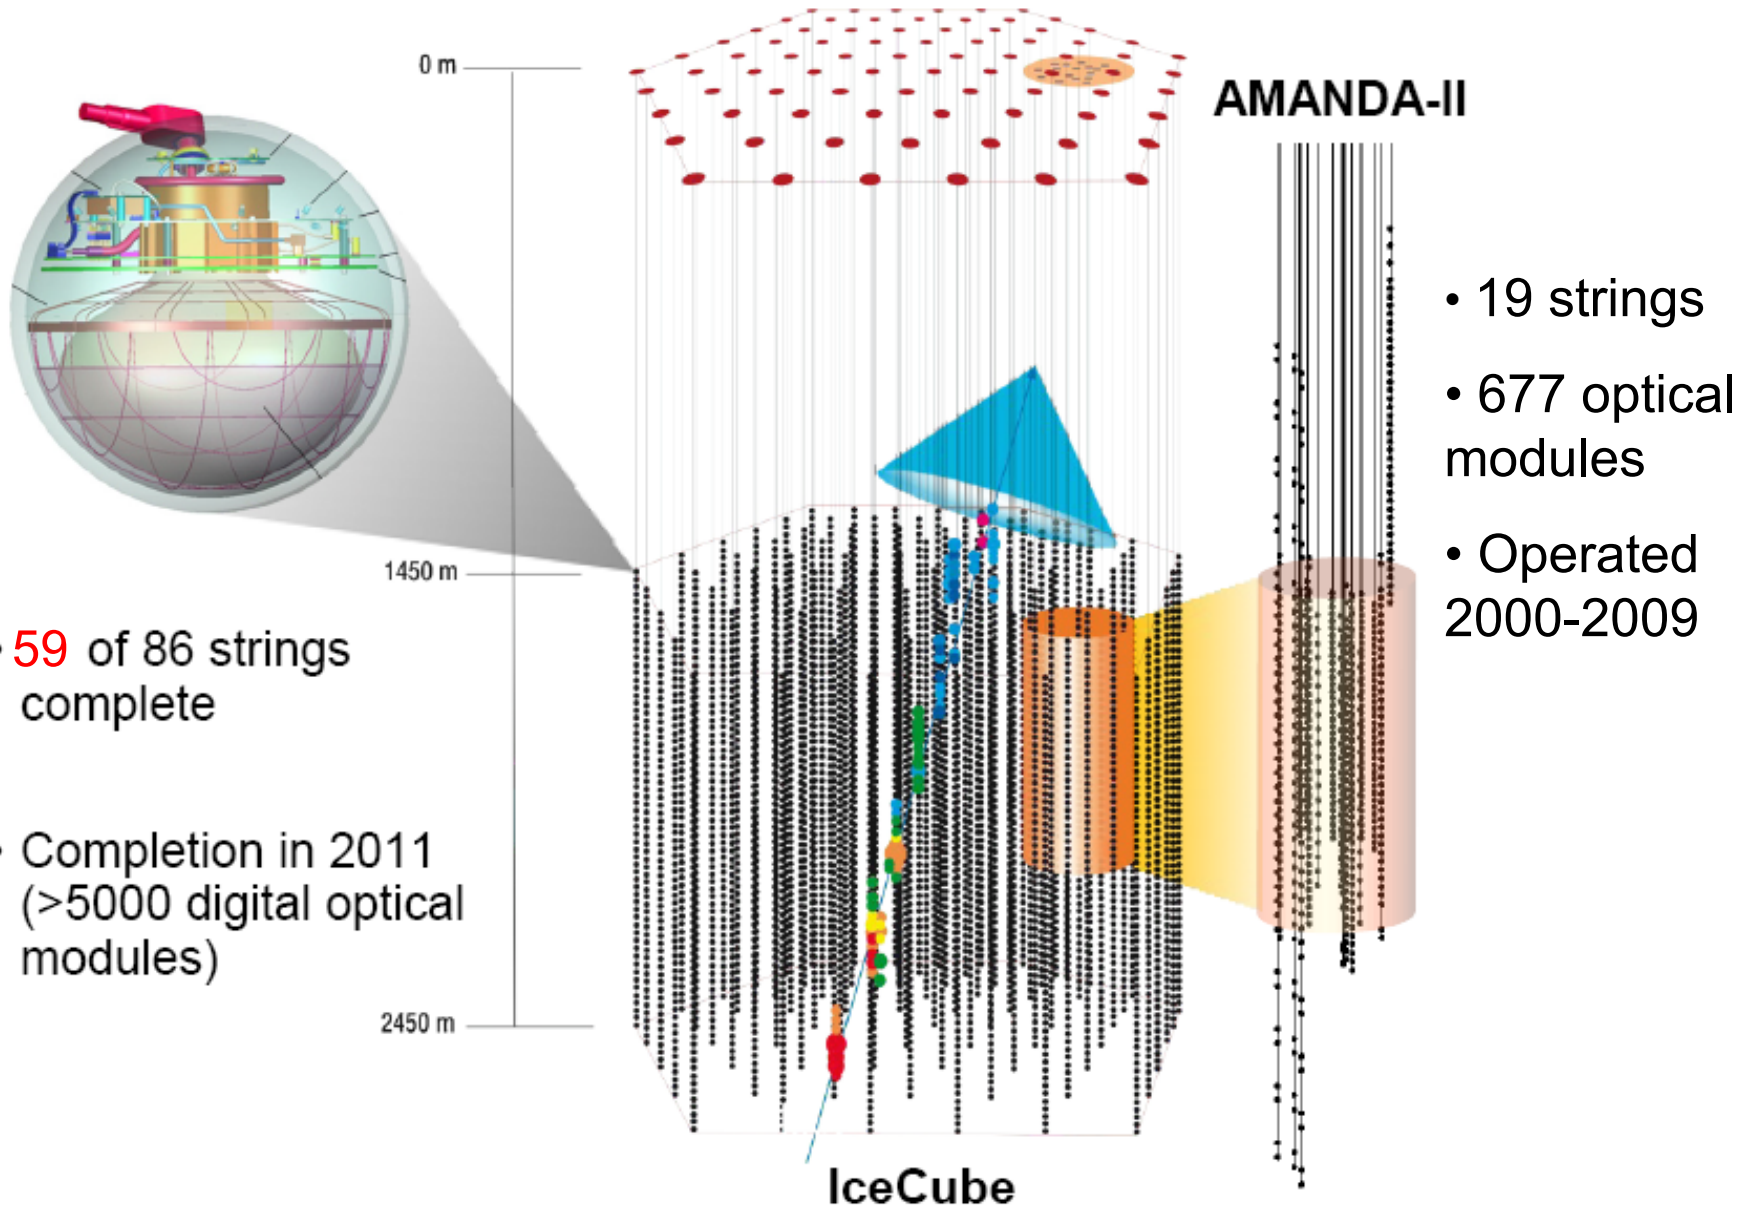 0 m
AMANDA-II
• 19 strings
• 677 optical
modules
1450 m
• Operated
2000-2009
• 59 of 86 strings
complete
• Completion in 2011
(>5000 digital optical
modules)
2450 m
IceCube